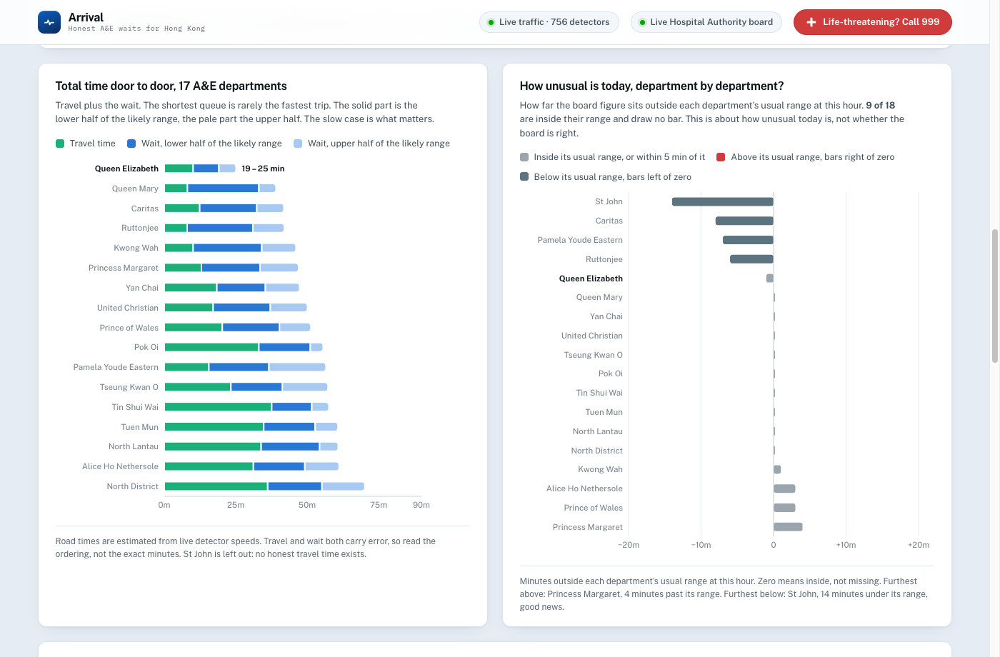 Arrival
Honest A&E waits for Hong Kong
Live traffic · 756 detectors
Live Hospital Authority board
Life-threatening? Call 999
Total time door to door, 17 A&E departments
Travel plus the wait. The shortest queue is rarely the fastest trip. The solid part is the
lower half of the likely range, the pale part the upper half. The slow case is what matters.
Travel time
Wait, lower half of the likely range
Wait, upper half of the likely range
Queen Elizabeth
19 – 25 min
Queen Mary
Caritas
Ruttonjee
Kwong Wah
Princess Margaret
Yan Chai
United Christian
Prince of Wales
Pok Oi
Pamela Youde Eastern
Tseung Kwan O
Tin Shui Wai
Tuen Mun
North Lantau
Alice Ho Nethersole
North District
0m
25m
50m
75m
90m
Road times are estimated from live detector speeds. Travel and wait both carry error, so read the
ordering, not the exact minutes. St John is left out: no honest travel time exists.
How unusual is today, department by department?
How far the board figure sits outside each department's usual range at this hour. 9 of 18
are inside their range and draw no bar. This is about how unusual today is, not whether the
board is right.
Inside its usual range, or within 5 min of it
Above its usual range, bars right of zero
Below its usual range, bars left of zero
St John
Caritas
Pamela Youde Eastern
Ruttonjee
Queen Elizabeth
Queen Mary
Yan Chai
United Christian
Tseung Kwan O
Pok Oi
Tin Shui Wai
Tuen Mun
North Lantau
North District
Kwong Wah
Alice Ho Nethersole
Prince of Wales
Princess Margaret
−20m
−10m
0
+10m
+20m
Minutes outside each department's usual range at this hour. Zero means inside, not missing. Furthest
above: Princess Margaret, 4 minutes past its range. Furthest below: St John, 14 minutes under its range,
good news.